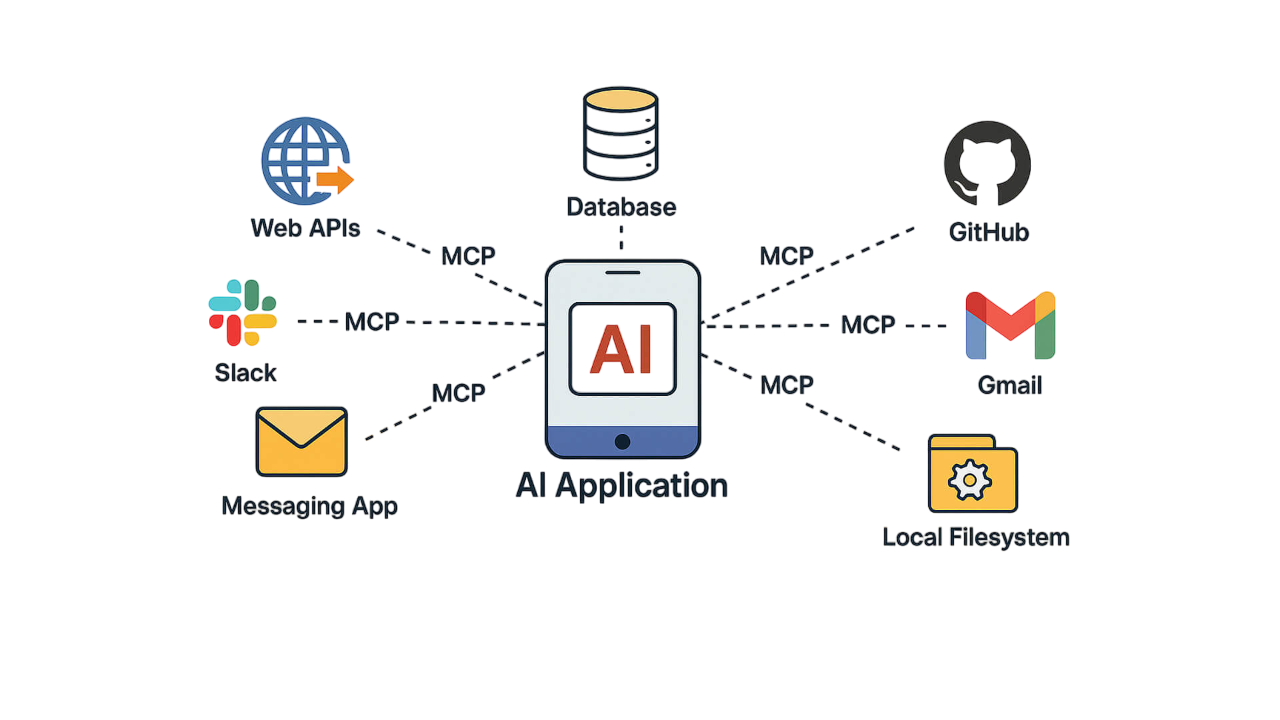 Database
Web APIs
GitHub
MCP
MCP
MCP
MCP
AI
Slack
Gmail
MCP
MCP
AI Application
Messaging App
Local Filesystem